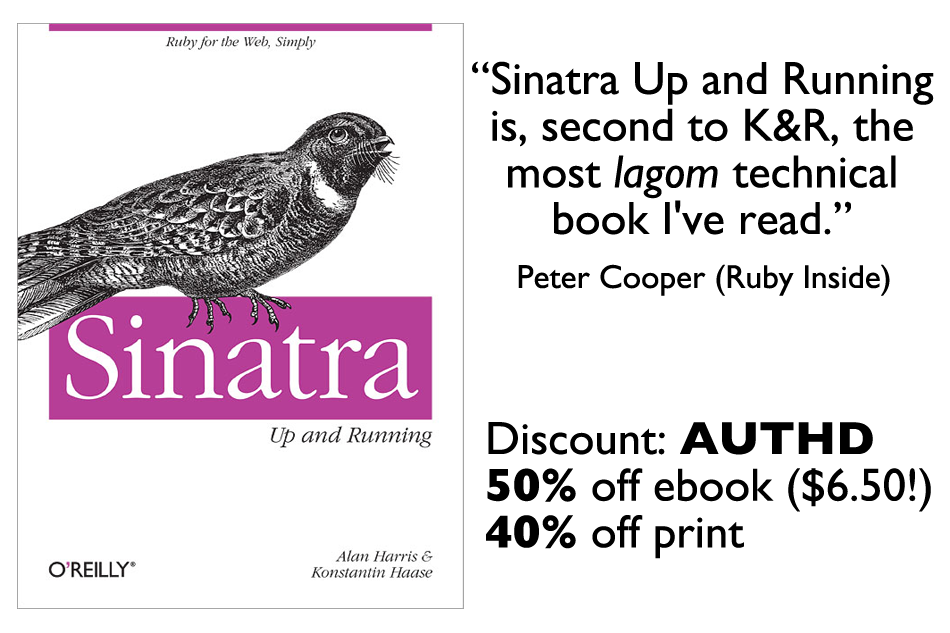 Ruby for the Web, Simply
Sinatra
Up and Running
O'REILLY®
Alan Harris &
Konstantin Haase
“Sinatra Up and Running
is, second to K&R, the
most lagom technical
book I've read.”
Peter Cooper (Ruby Inside)
Discount: AUTHD
50% off ebook ($6.50!)
40% off print